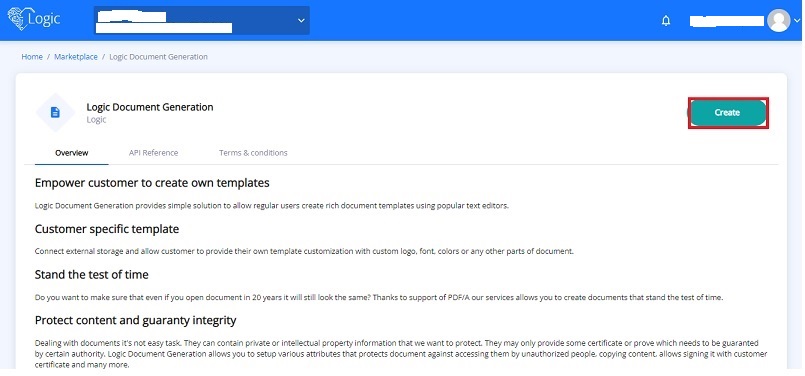 Logic
Home / Marketplace / Logic Document Generation
Logic Document Generation
Logic
Create
Overview API Reference Terms & conditions
Empower customer to create own templates
Logic Document Generation provides simple solution to allow regular users create rich document templates using popular text editors.
Customer specific template
Connect external storage and allow customer to provide their own template customization with custom logo, font, colors or any other parts of document.
Stand the test of time
Do you want to make sure that even if you open document in 20 years it will still look the same? Thanks to support of PDF/A our services allows you to create documents that stand the test of time.
Protect content and guaranty integrity
Dealing with documents it's not easy task. They can contain private or intellectual property information that we want to protect. They may only provide some certificate or prove which needs to be guaranted
by certain authority. Logic Document Generation allows you to setup various attributes that protects document against accessing them by unauthorized people, copying content, allows signing it with customer
certificate and many more.